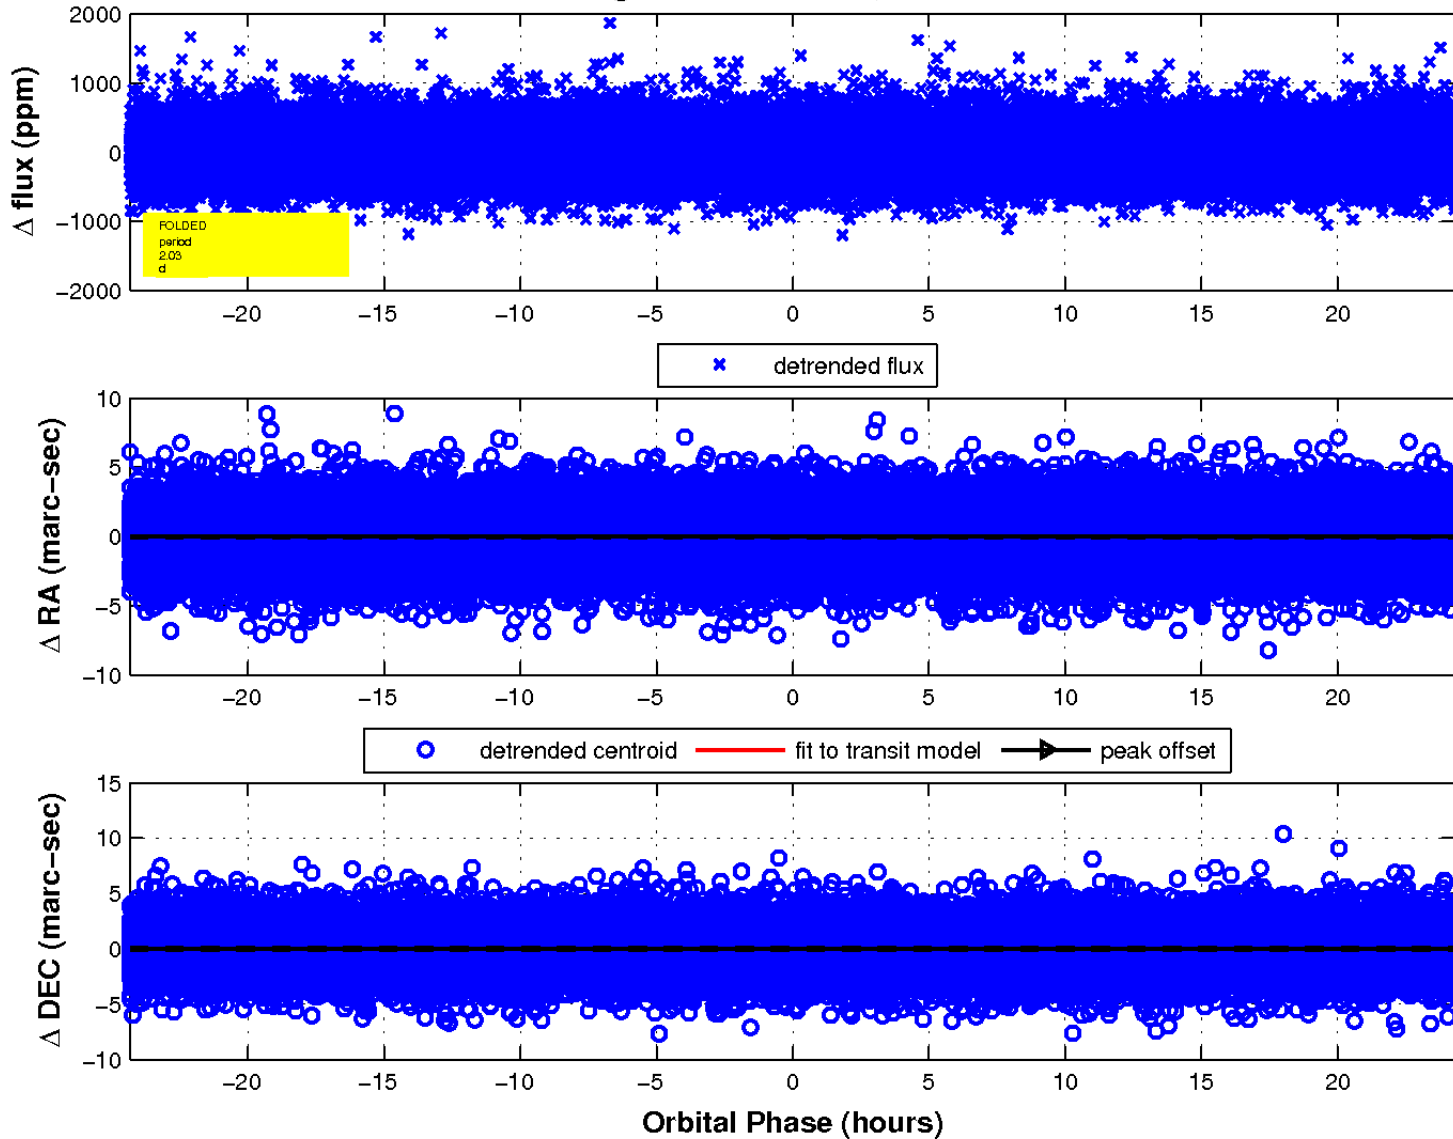 2000
1000
0
−1000
−2000
Δ flux (ppm)
FOLDED
period
2.03
d
−20 −15 −10 −5 0 5 10 15 20
detrended flux
10
5
0
−5
−10
Δ RA (marc−sec)
−20 −15 −10 −5 0 5 10 15 20
detrended centroid fit to transit model peak offset
15
10
5
0
−5
−10
Δ DEC (marc−sec)
−20 −15 −10 −5 0 5 10 15 20
Orbital Phase (hours)